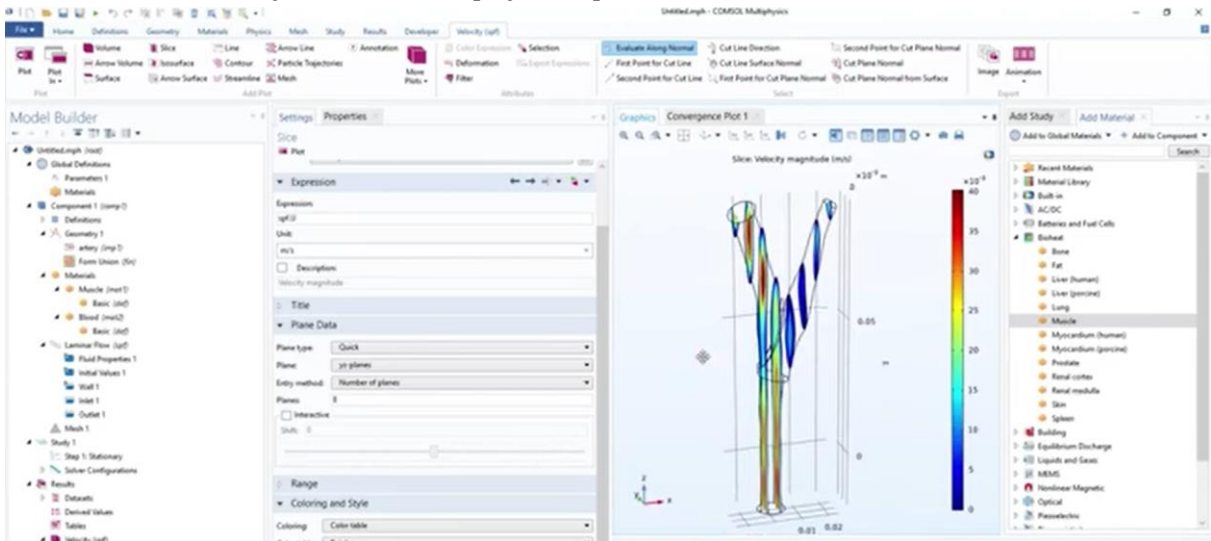 Untitled.mph - COMSOL Multiphysics
File Home Definitions Geometry Materials Physics Mesh Study Results Developer Velocity (spf)
Plot
Plot In
Volume
Arrow Volume
Surface
Slice
Isosurface
Arrow Surface
Line
Contour
Streamline
Arrow Line
Particle Trajectories
Mesh
Annotation
More Plots
Color Expression
Deformation
Filter
Selection
Export Expressions
Evaluate Along Normal
First Point for Cut Line
Second Point for Cut Line
Cut Line Direction
Cut Line Surface Normal
First Point for Cut Plane Normal
Second Point for Cut Plane Normal
Cut Plane Normal
Cut Plane Normal from Surface
Image
Animation
Plot
Add Plot
Attributes
Select
Export
Model Builder
Untitled.mph (root)
Global Definitions
Parameters 1
Materials
Component 1 (comp1)
Definitions
Geometry 1
artery (imp1)
Form Union (fin)
Materials
Muscle (mat1)
Basic (def)
Blood (mat2)
Basic (def)
Laminar Flow (spf)
Fluid Properties 1
Initial Values 1
Wall 1
Inlet 1
Outlet 1
Mesh 1
Study 1
Step 1: Stationary
Solver Configurations
Results
Datasets
Derived Values
Tables
Velocity (spf)
Settings Properties
Slice
Plot
Expression
Expression:
spf.U
Unit:
m/s
Description:
Velocity magnitude
Title
Plane Data
Plane type: Quick
Plane: yz-planes
Entry method: Number of planes
Planes: 8
Interactive
Shift: 0
Range
Coloring and Style
Coloring: Color table
Graphics Convergence Plot 1
Slice: Velocity magnitude (m/s)
0
m
0.05
0
0.01 0.02
z
y x
40
35
30
25
20
15
10
5
0
Add Study Add Material
Add to Global Materials Add to Component
Search
Recent Materials
Material Library
Built-in
AC/DC
Batteries and Fuel Cells
Bioheat
Bone
Fat
Liver (human)
Liver (porcine)
Lung
Muscle
Myocardium (human)
Myocardium (porcine)
Prostate
Renal cortex
Renal medulla
Skin
Spleen
Building
Equilibrium Discharge
Liquids and Gases
MEMS
Nonlinear Magnetic
Optical
Piezoelectric